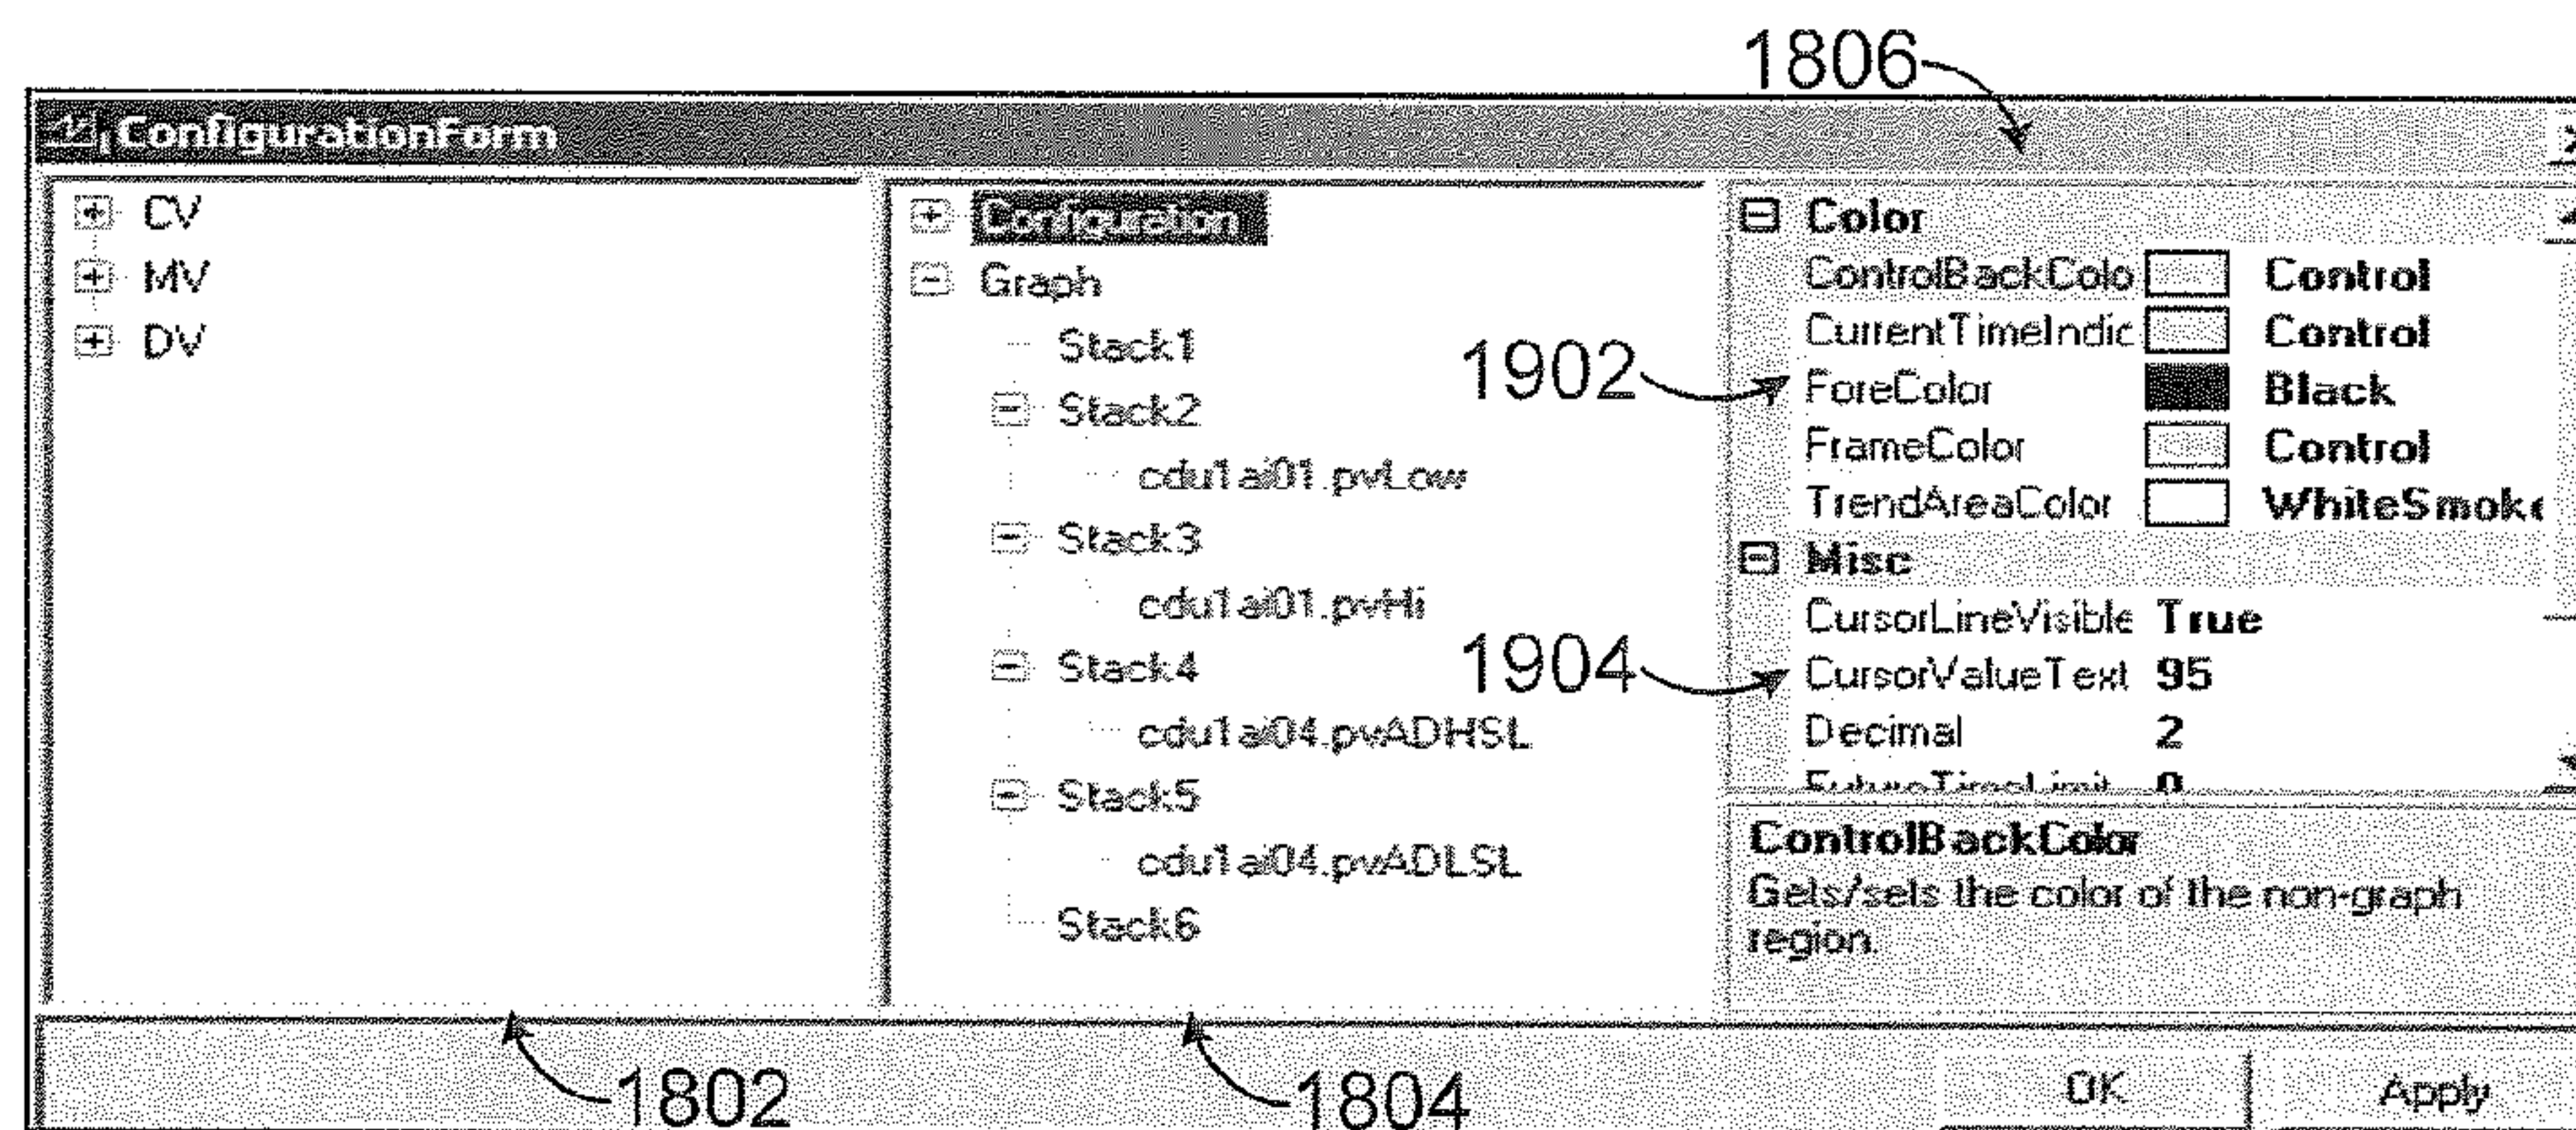 1806
ConfigurationForm
CV
MV
DV
Configuration
Graph
Stack1
Stack2
cdu1ai01.pvLow
Stack3
cdu1ai01.pvHi
Stack4
cdu1ai04.pvADHSL
Stack5
cdu1ai04.pvADLSL
Stack6
Color
ControlBackColo Control
CurrentTimeIndic Control
1902
ForeColor Black
FrameColor Control
TrendAreaColor WhiteSmoke
Misc
CursorLineVisible True
1904
CursorValueText 95
Decimal 2
FutureTimeLimit 0
ControlBackColor
Gets/sets the color of the non-graph
region.
1802
1804
OK
Apply